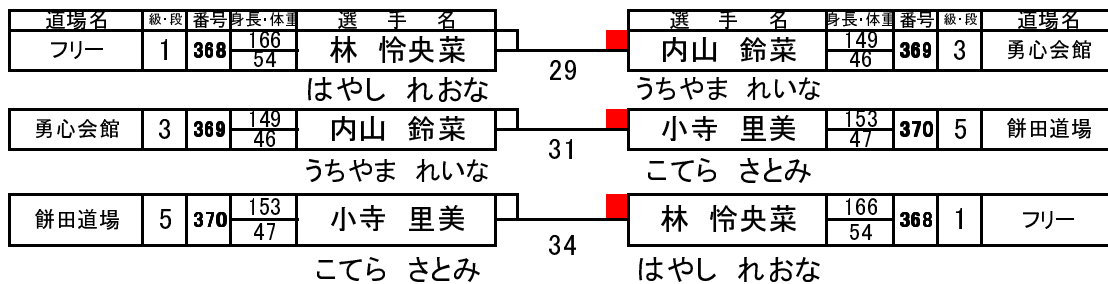 道場名 級・段 番号 身長・体重 選手名 選手名 身長・体重 番号 級・段 道場名
フリー 1 368 166 54 林 怜央菜 29 内山 鈴菜 149 46 369 3 勇心会館
はやし れおな うちやま れいな
勇心会館 3 369 149 46 内山 鈴菜 31 小寺 里美 153 47 370 5 餅田道場
うちやま れいな こてら さとみ
餅田道場 5 370 153 47 小寺 里美 34 林 怜央菜 166 54 368 1 フリー
こてら さとみ はやし れおな